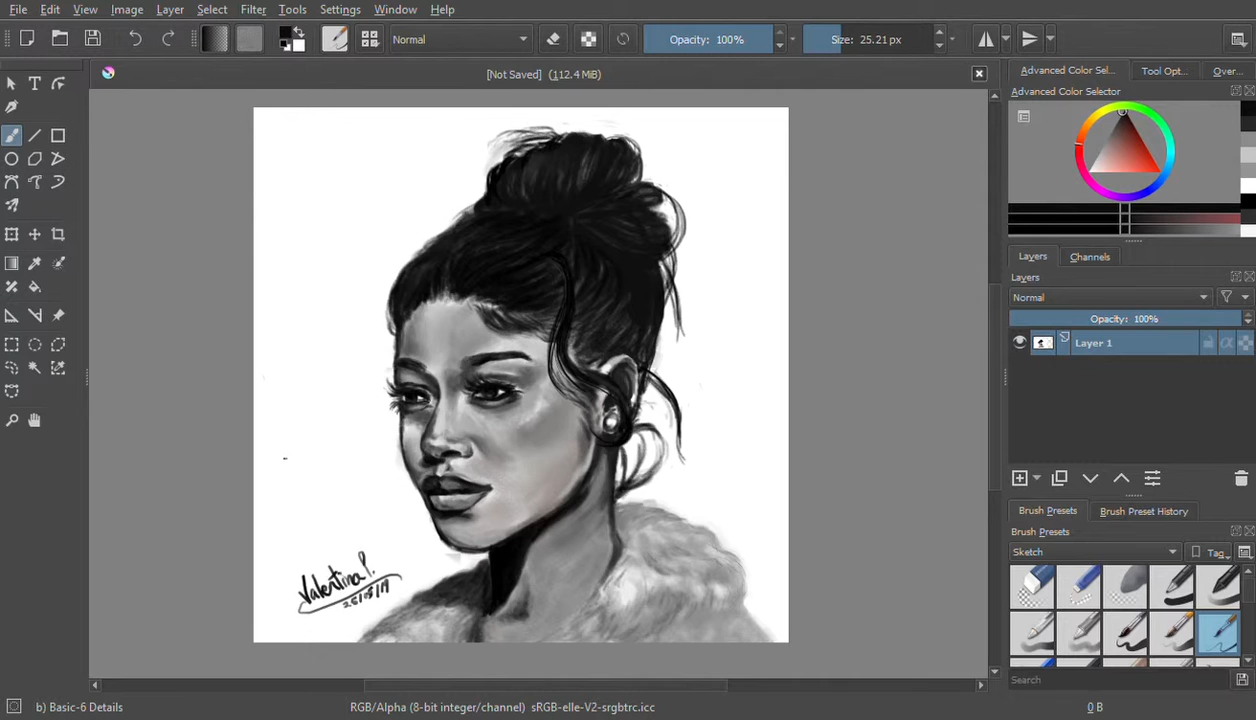 File Edit View Image Layer Select Filter Tools Settings Window Help
Normal Opacity: 100% Size: 25.21 px
[Not Saved] (112.4 MiB)
Advanced Color Sel... Tool Opt... Over...
Advanced Color Selector
Layers Channels
Layers
Normal
Opacity: 100%
Layer 1
Brush Presets Brush Preset History
Brush Presets
Sketch Tag
Search
Valentina P.
b) Basic-6 Details RGB/Alpha (8-bit integer/channel) sRGB-elle-V2-srgbtrc.icc 0 B